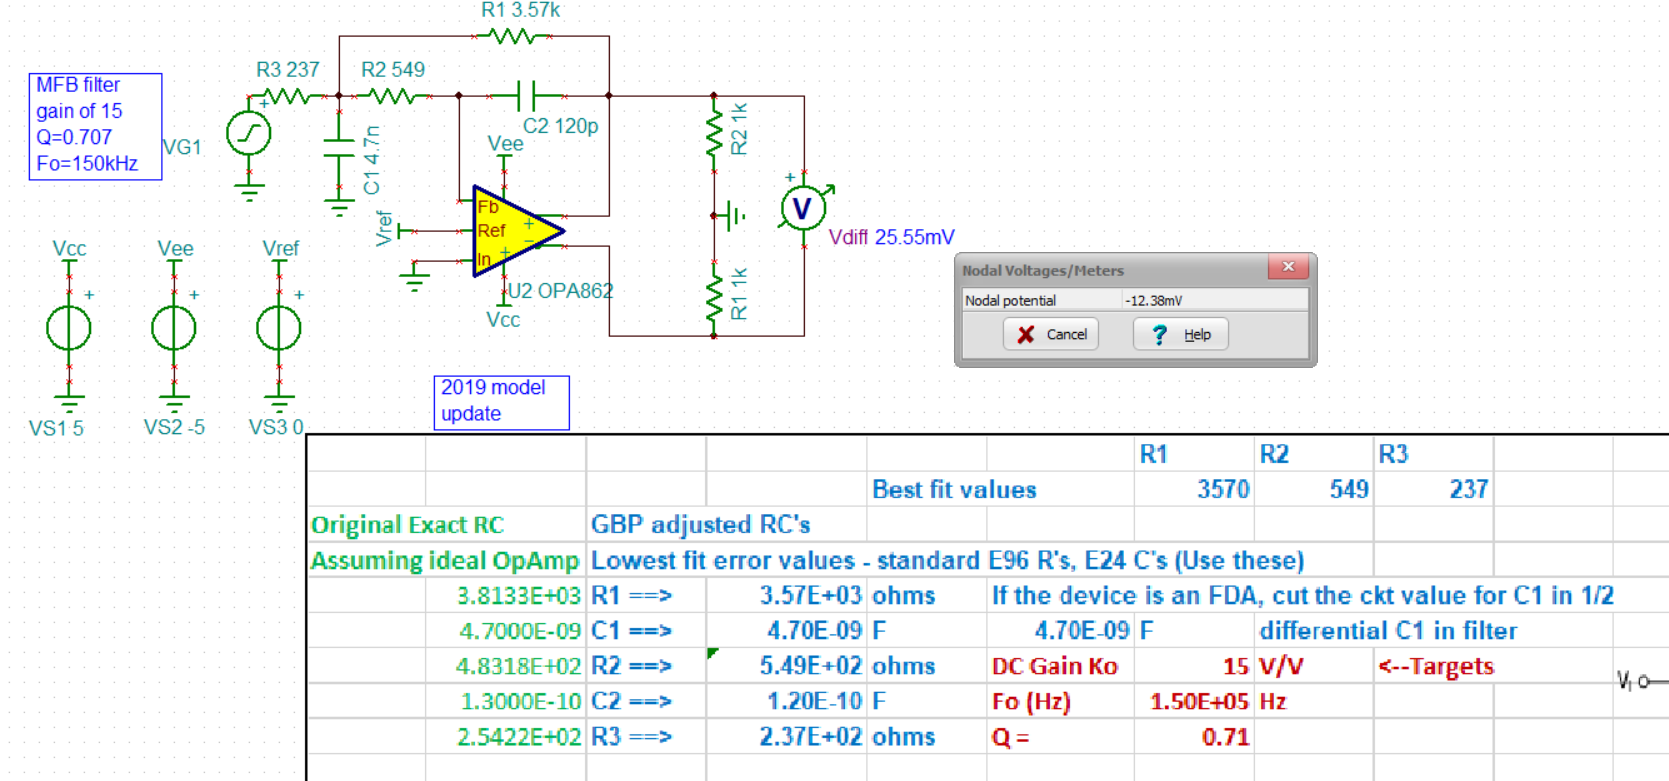 R1 3.57k
MFB filter
gain of 15
Q=0.707
Fo=150kHz
R3 237
R2 549
+
VG1
C1 4.7n
C2 120p
Vee
R2 1k
+
V
Vdiff 25.55mV
Vref
Fb
Ref
In
+
−
+
U2 OPA862
Vcc
R1 1k
Vcc
Vee
Vref
+
+
+
VS1 5
VS2 -5
VS3 0
Nodal Voltages/Meters
Nodal potential -12.38mV
Cancel
? Help
2019 model
update
R1 R2 R3
Best fit values 3570 549 237
Original Exact RC GBP adjusted RC's
Assuming ideal OpAmp Lowest fit error values - standard E96 R's, E24 C's (Use these)
3.8133E+03 R1 ==> 3.57E+03 ohms If the device is an FDA, cut the ckt value for C1 in 1/2
4.7000E-09 C1 ==> 4.70E-09 F 4.70E-09 F differential C1 in filter
4.8318E+02 R2 ==> 5.49E+02 ohms DC Gain Ko 15 V/V <--Targets
1.3000E-10 C2 ==> 1.20E-10 F Fo (Hz) 1.50E+05 Hz
2.5422E+02 R3 ==> 2.37E+02 ohms Q = 0.71
VI